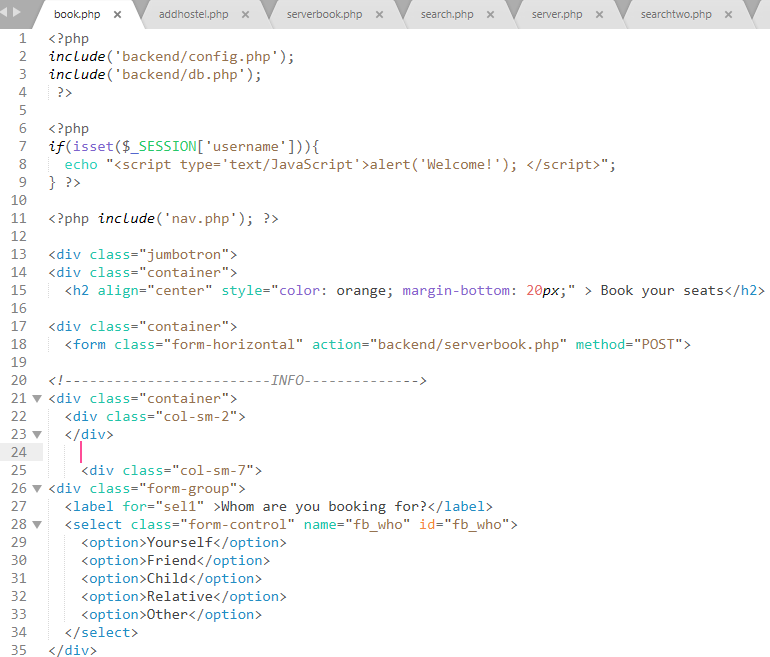 book.php × addhostel.php × serverbook.php × search.php × server.php × searchtwo.php ×
1 <?php
2 include('backend/config.php');
3 include('backend/db.php');
4 ?>
5
6 <?php
7 if(isset($_SESSION['username'])){
8 echo "<script type='text/JavaScript'>alert('Welcome!'); </script>";
9 } ?>
10
11 <?php include('nav.php'); ?>
12
13 <div class="jumbotron">
14 <div class="container">
15 <h2 align="center" style="color: orange; margin-bottom: 20px;" > Book your seats</h2>
16
17 <div class="container">
18 <form class="form-horizontal" action="backend/serverbook.php" method="POST">
19
20 <!-------------------------INFO-------------->
21 <div class="container">
22 <div class="col-sm-2">
23 </div>
24
25 <div class="col-sm-7">
26 <div class="form-group">
27 <label for="sel1" >Whom are you booking for?</label>
28 <select class="form-control" name="fb_who" id="fb_who">
29 <option>Yourself</option>
30 <option>Friend</option>
31 <option>Child</option>
32 <option>Relative</option>
33 <option>Other</option>
34 </select>
35 </div>